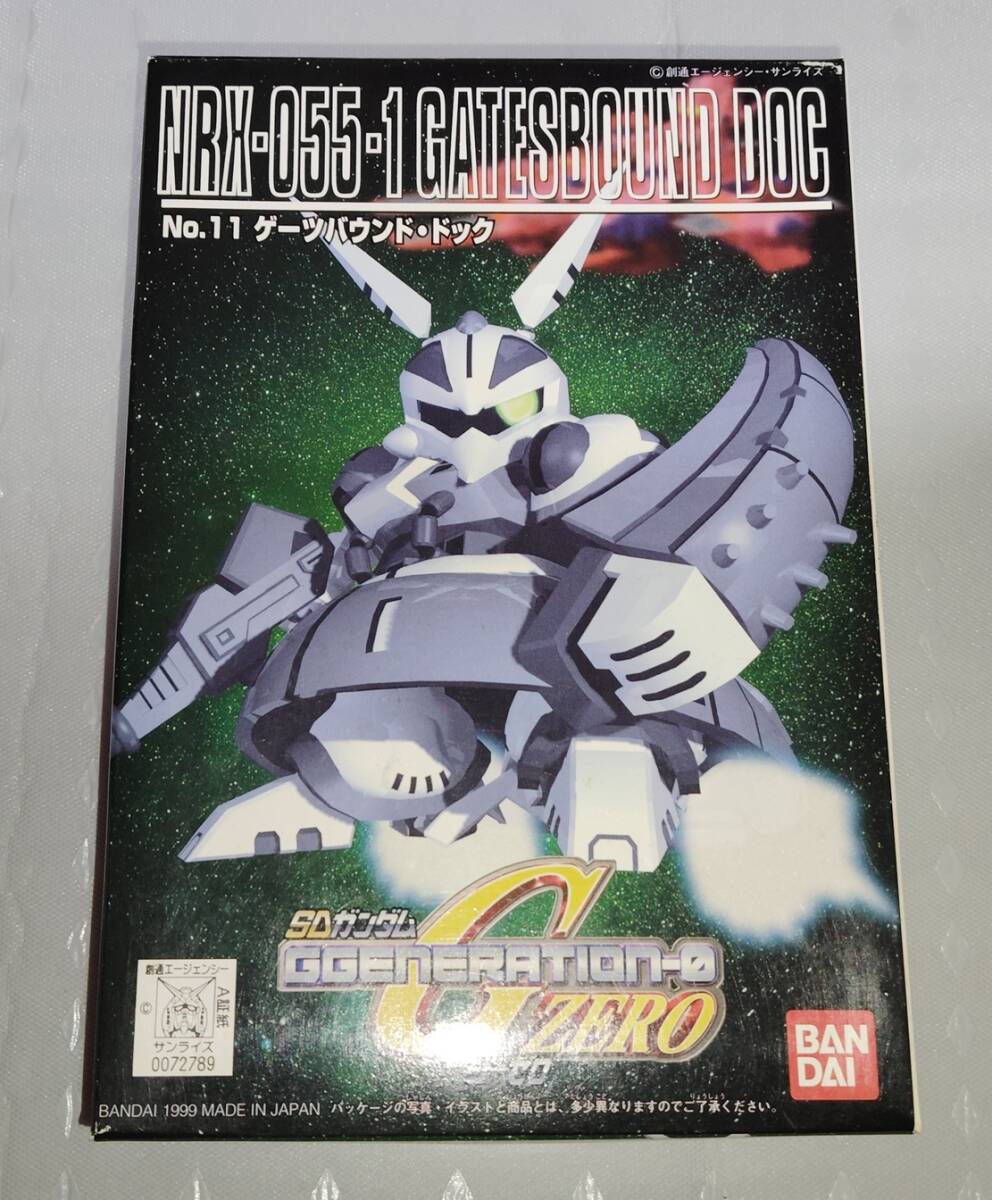 ©創通エージェンシー・サンライズ
NRX-055-1 GATESBOUND DOC
No.11 ゲーツバウンド・ドック
SDガンダム
GGENERATION-0
G ZERO
創通エージェンシー
©
A証紙
サンライズ
0072789
BAN
DAI
BANDAI 1999 MADE IN JAPAN パッケージの写真・イラストと商品とは、多少異なりますのでご了承ください。